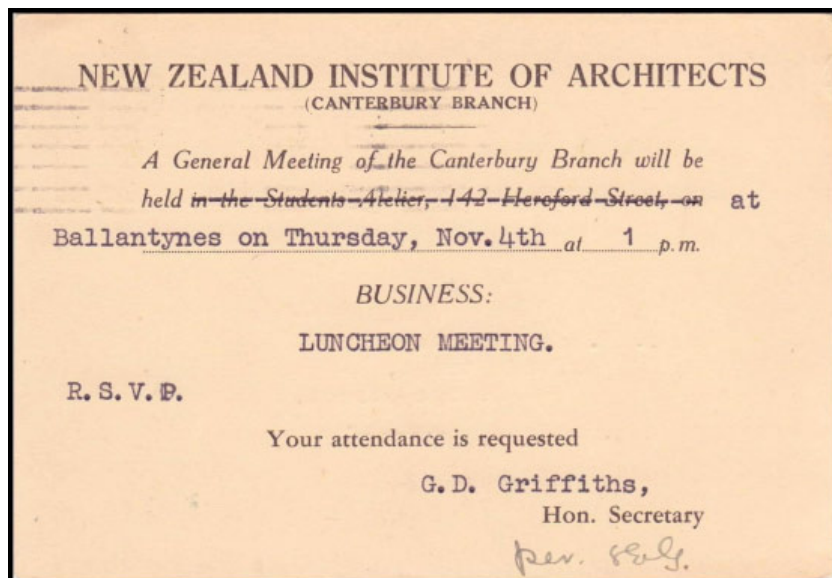 NEW ZEALAND INSTITUTE OF ARCHITECTS
(CANTERBURY BRANCH)
A General Meeting of the Canterbury Branch will be
held in the Students Atelier, 142 Hereford Street, on at
Ballantynes on Thursday, Nov. 4th at 1 p.m.
BUSINESS:
LUNCHEON MEETING.
R.S.V.P.
Your attendance is requested
G.D. Griffiths,
Hon. Secretary
per.